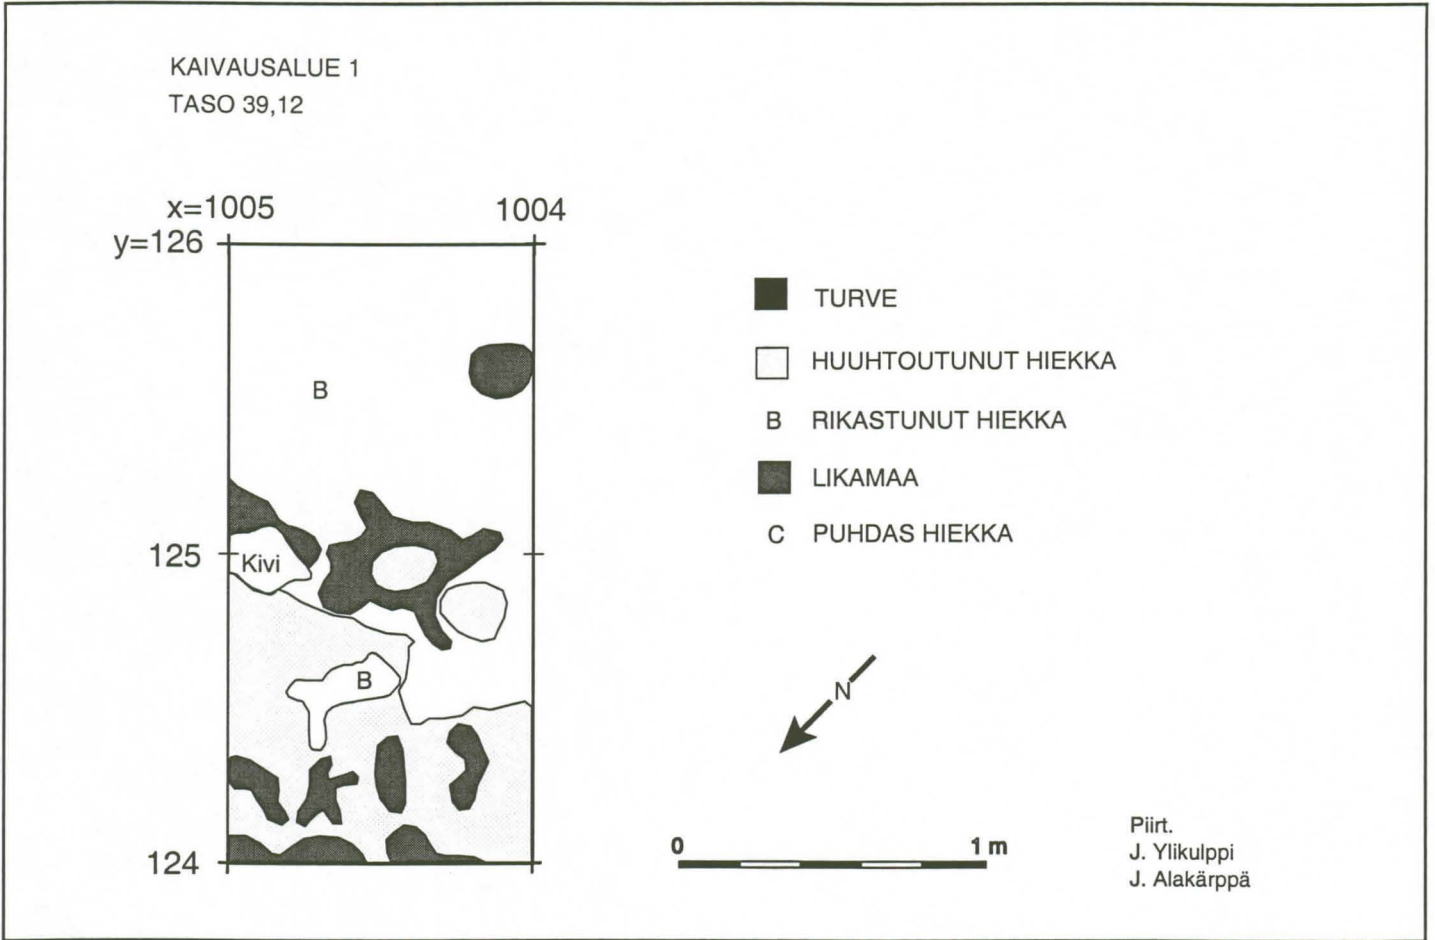 KAIVAUSALUE 1
TASO 39,12
x=1005 1004
y=126
B
125
Kivi
B
124
TURVE
HUUHTOUTUNUT HIEKKA
B RIKASTUNUT HIEKKA
LIKAMAA
C PUHDAS HIEKKA
N
0 1 m
Piirt.
J. Ylikulppi
J. Alakärppä